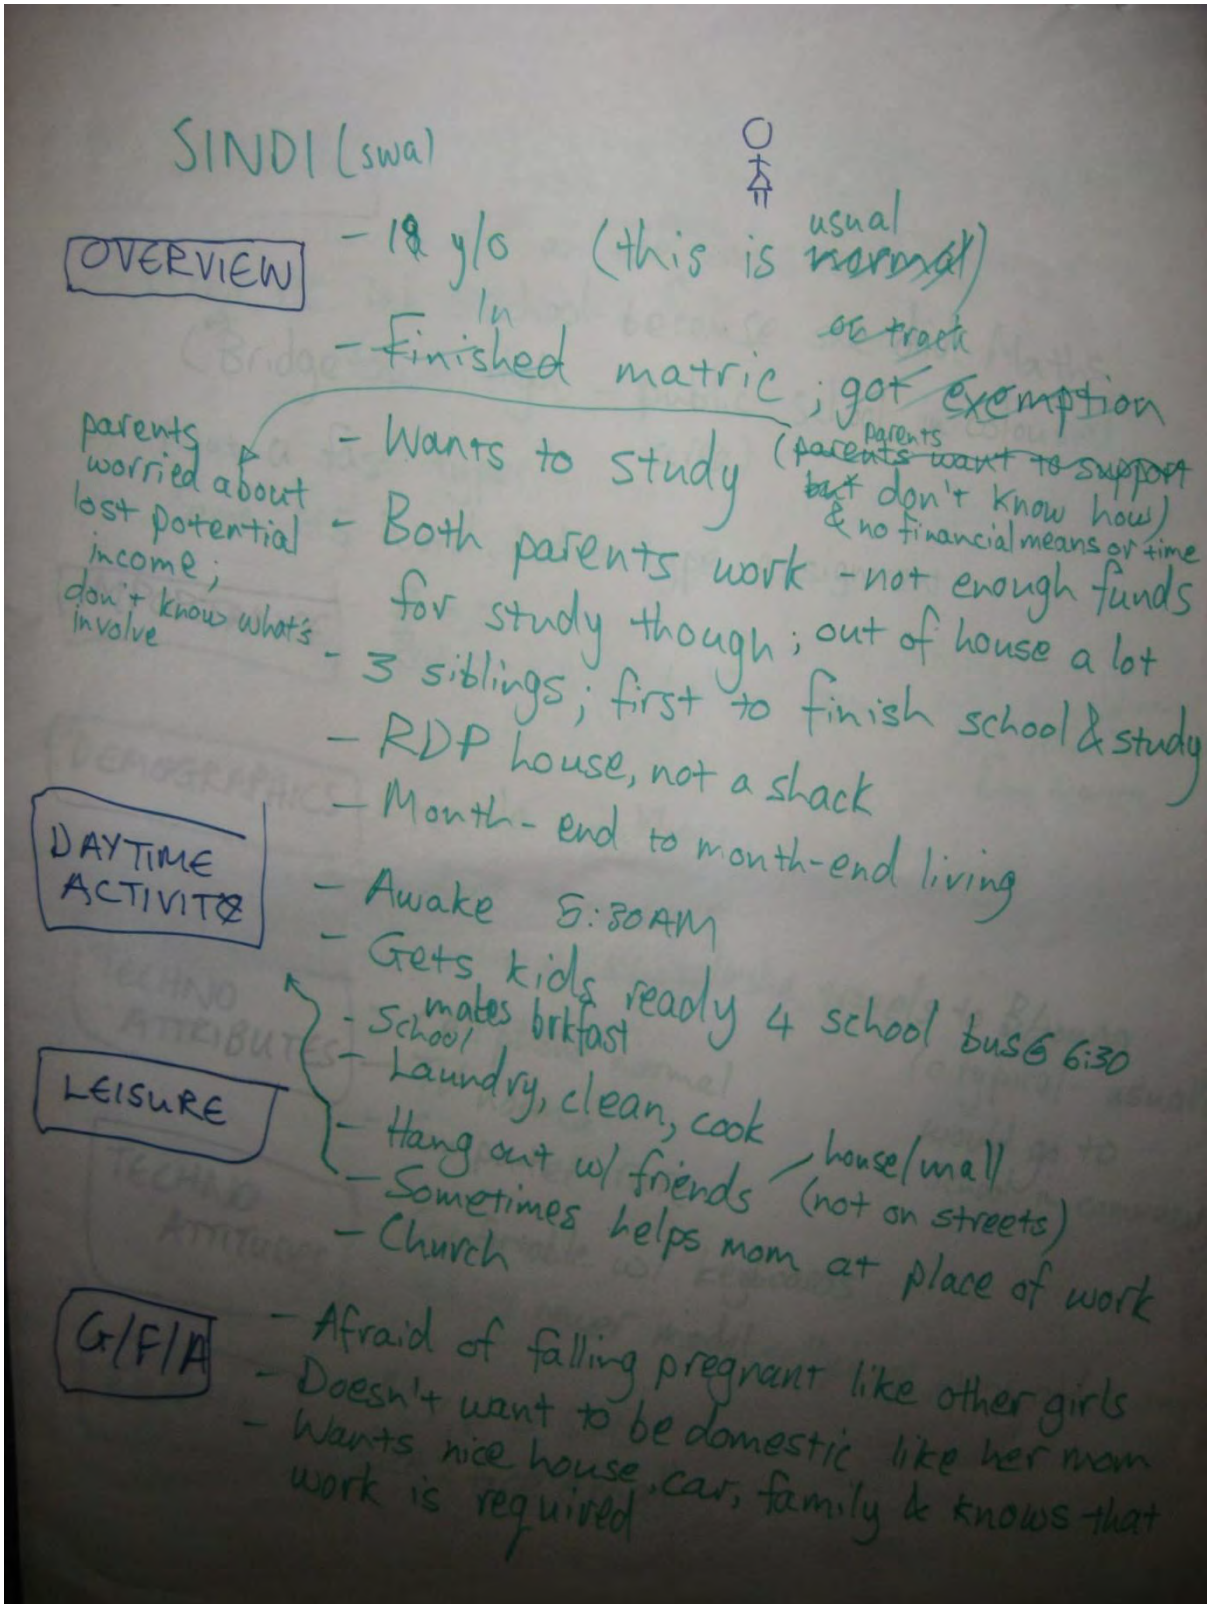 SINDI (swa)
OVERVIEW
- 18 y/o (this is normal)
usual
In
- Finished matric ; got exemption
on track
- Wants to study (parents want to support
parents
but don't know how)
& no financial means or time
parents
worried about
lost potential
income;
don't know what's
involve
- Both parents work - not enough funds
for study though ; out of house a lot
- 3 siblings ; first to finish school & study
- RDP house, not a shack
- Month-end to month-end living
DAYTIME
ACTIVIT
- Awake 5:30AM
- Gets kids ready 4 school bus@ 6:30
makes brkfast
- School
- Laundry, clean, cook
LEISURE
- Hang out w/ friends house/mall
(not on streets)
- Sometimes helps mom at place of work
- Church
G/F/A
- Afraid of falling pregnant like other girls
- Doesn't want to be domestic like her mom
- Wants nice house, car, family & knows that
work is required